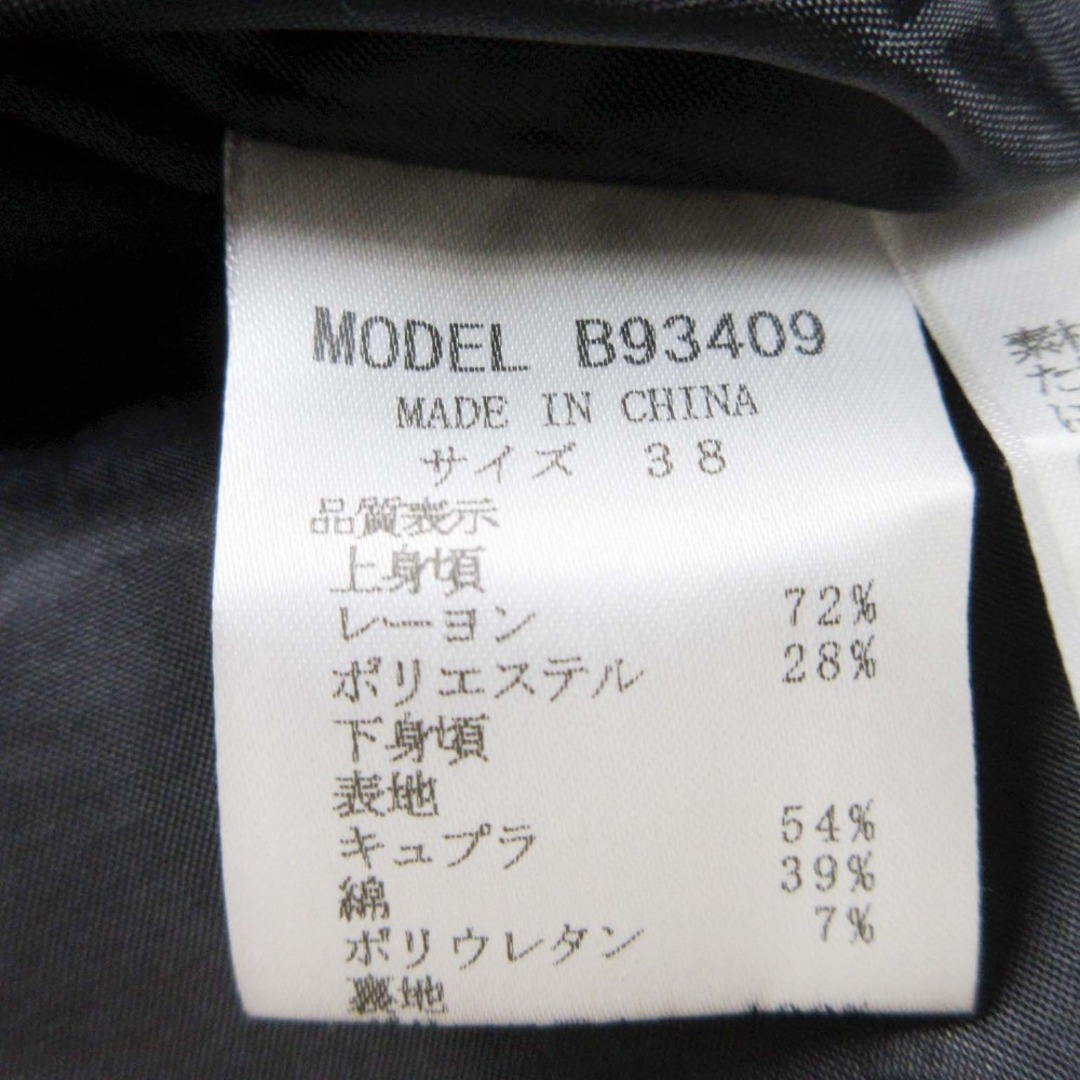 MODEL B93409
MADE IN CHINA
サイズ 38
品質表示
上身頃
レーヨン 72%
ポリエステル 28%
下身頃
表地
キュプラ 54%
綿 39%
ポリウレタン 7%
裏地
素材